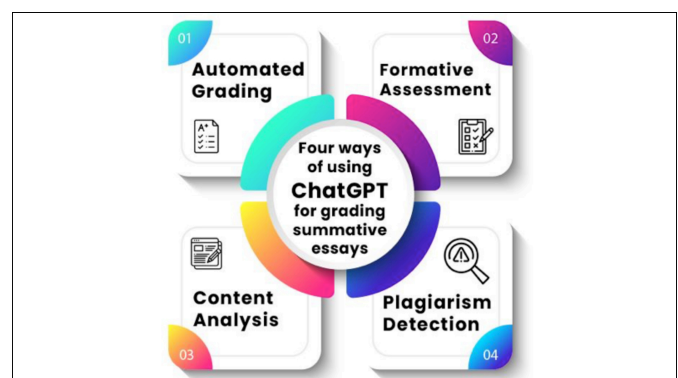 01
Automated
Grading
02
Formative
Assessment
Four ways
of using
ChatGPT
for grading
summative
essays
Content
Analysis
03
Plagiarism
Detection
04
A+